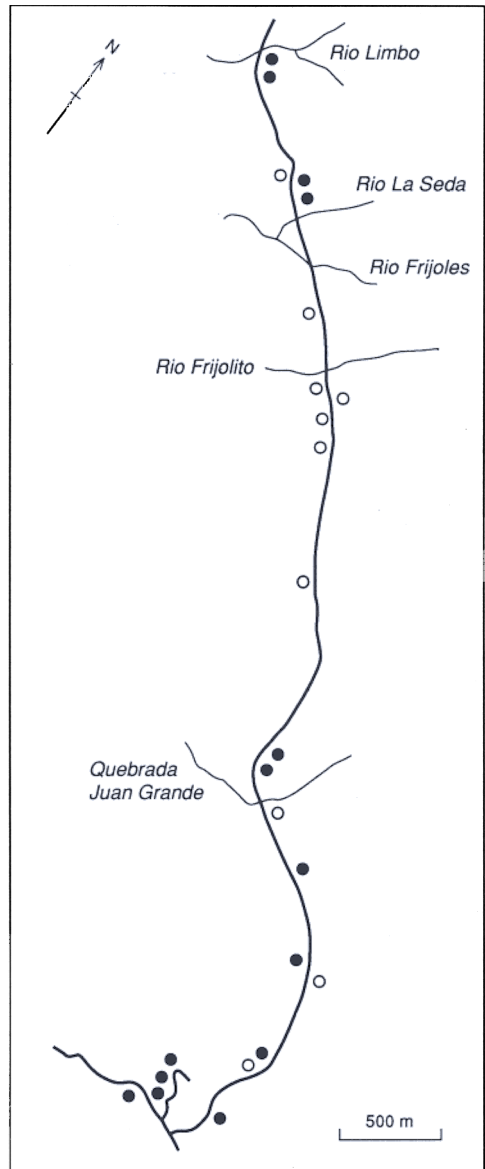 N
Rio Limbo
Rio La Seda
Rio Frijoles
Rio Frijolito
Quebrada
Juan Grande
500 m